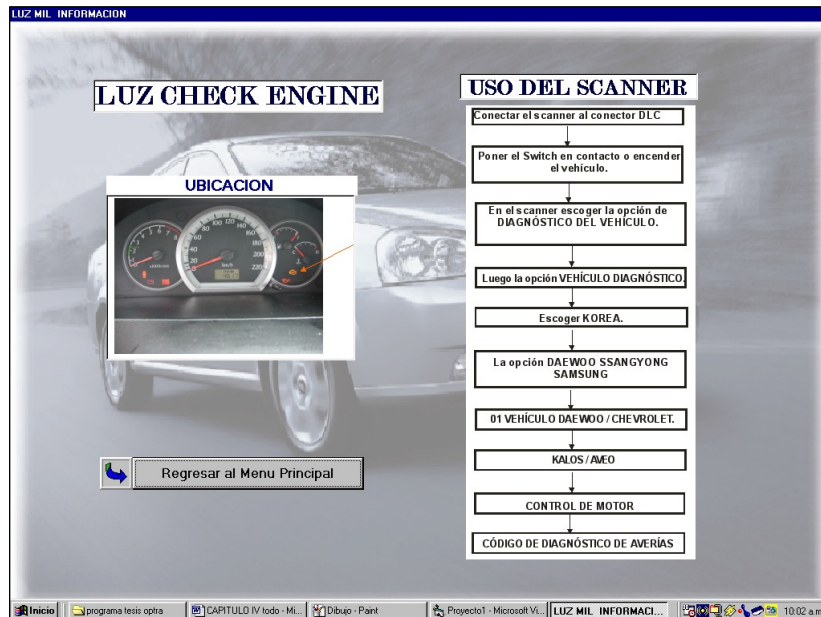 LUZ MIL INFORMACION
LUZ CHECK ENGINE
UBICACION
Regresar al Menu Principal
USO DEL SCANNER
Conectar el scanner al conector DLC
Poner el Switch en contacto o encender
el vehículo.
En el scanner escoger la opción de
DIAGNÓSTICO DEL VEHÍCULO.
Luego la opción VEHÍCULO DIAGNÓSTICO.
Escoger KOREA.
La opción DAEWOO SSANGYONG
SAMSUNG
01 VEHÍCULO DAEWOO / CHEVROLET.
KALOS / AVEO
CONTROL DE MOTOR
CÓDIGO DE DIAGNÓSTICO DE AVERÍAS
Inicio
programa tesis optra
CAPITULO IV todo - Mi...
Dibujo - Paint
Proyecto1 - Microsoft Vi...
LUZ MIL INFORMACI...
10:02 a.m